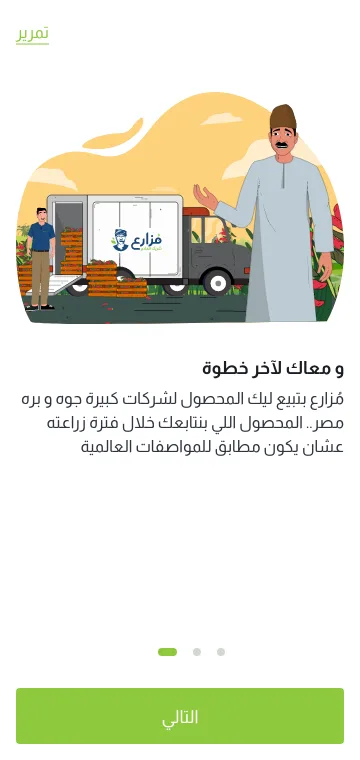 تمرير
مُزارع
و معاك لآخر خطوة
مُزارع بتبيع ليك المحصول لشركات كبيرة جوه و بره
مصر.. المحصول اللي بنتابعك خلال فترة زراعته
عشان يكون مطابق للمواصفات العالمية
التالي